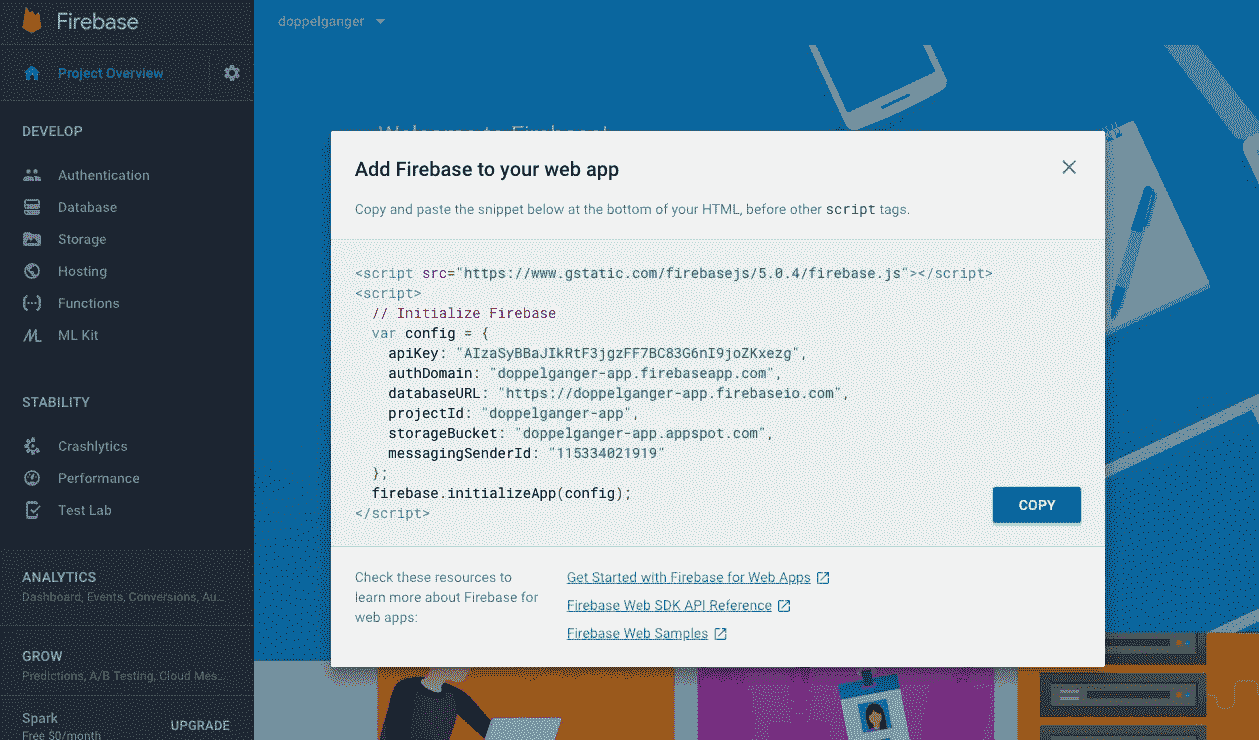 Firebase
doppelganger
Project Overview
Welcome to Firebase!
DEVELOP
Authentication
Database
Storage
Hosting
Functions
ML Kit
STABILITY
Crashlytics
Performance
Test Lab
ANALYTICS
Dashboard, Events, Conversions, Au...
GROW
Predictions, A/B Testing, Cloud Mes...
Spark
Free $0/month
UPGRADE
Add Firebase to your web app
Copy and paste the snippet below at the bottom of your HTML, before other script tags.
<script src="https://www.gstatic.com/firebasejs/5.0.4/firebase.js"></script>
<script>
// Initialize Firebase
var config = {
apiKey: "AIzaSyBBaJIkRtF3jgzFF7BC83G6nI9joZKxezg",
authDomain: "doppelganger-app.firebaseapp.com",
databaseURL: "https://doppelganger-app.firebaseio.com",
projectId: "doppelganger-app",
storageBucket: "doppelganger-app.appspot.com",
messagingSenderId: "115334021919"
};
firebase.initializeApp(config);
</script>
COPY
Check these resources to
learn more about Firebase for
web apps:
Get Started with Firebase for Web Apps
Firebase Web SDK API Reference
Firebase Web Samples